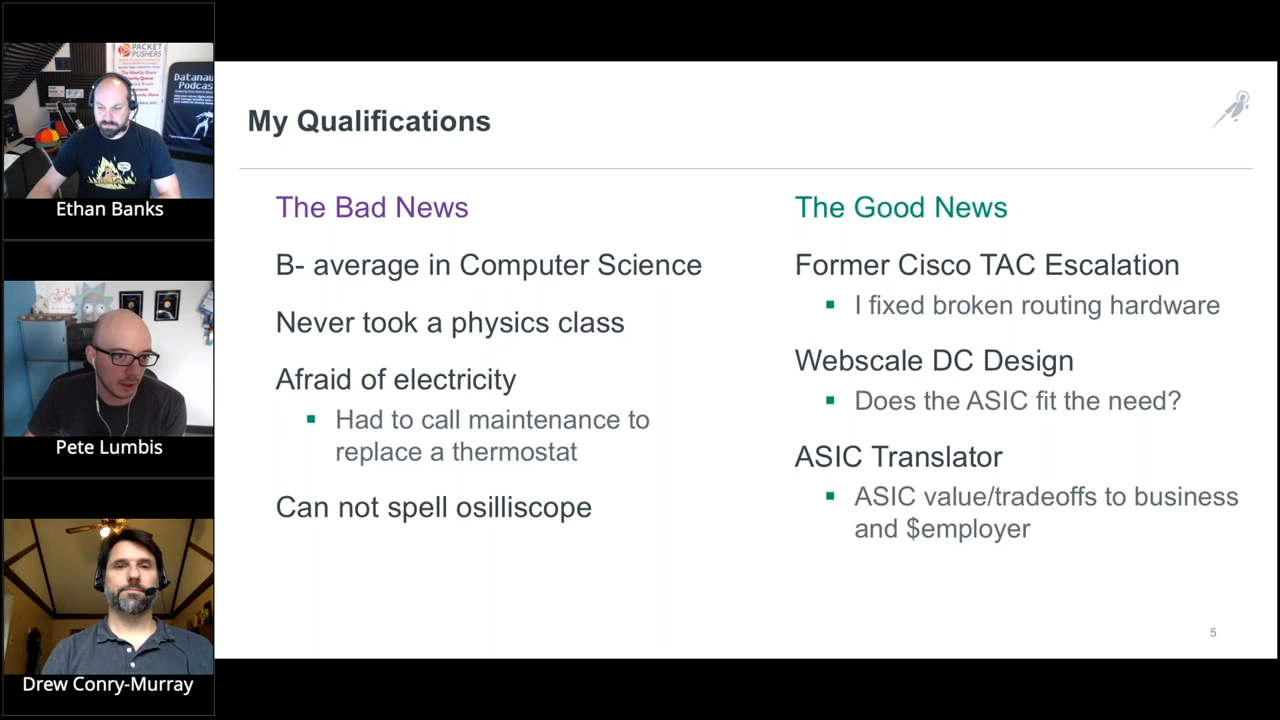 PACKET
PUSHERS
The Weekly Show
Datanauts
Podcast
Ethan Banks
Pete Lumbis
Drew Conry-Murray
My Qualifications
The Bad News
B- average in Computer Science
Never took a physics class
Afraid of electricity
▪ Had to call maintenance to
replace a thermostat
Can not spell osilliscope
The Good News
Former Cisco TAC Escalation
▪ I fixed broken routing hardware
Webscale DC Design
▪ Does the ASIC fit the need?
ASIC Translator
▪ ASIC value/tradeoffs to business
and $employer
5